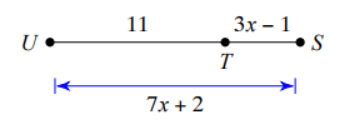 11 3x − 1
U S
T
7x + 2